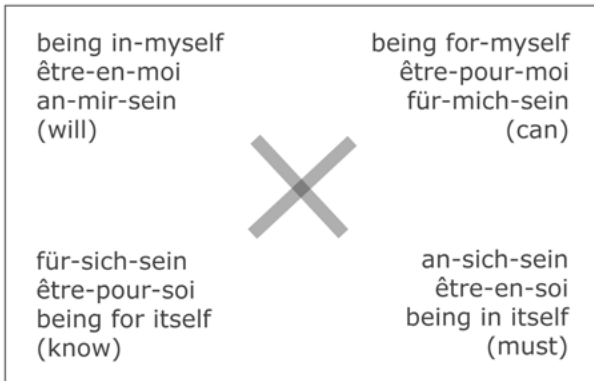 being in-myself
être-en-moi
an-mir-sein
(will)
being for-myself
être-pour-moi
für-mich-sein
(can)
für-sich-sein
être-pour-soi
being for itself
(know)
an-sich-sein
être-en-soi
being in itself
(must)